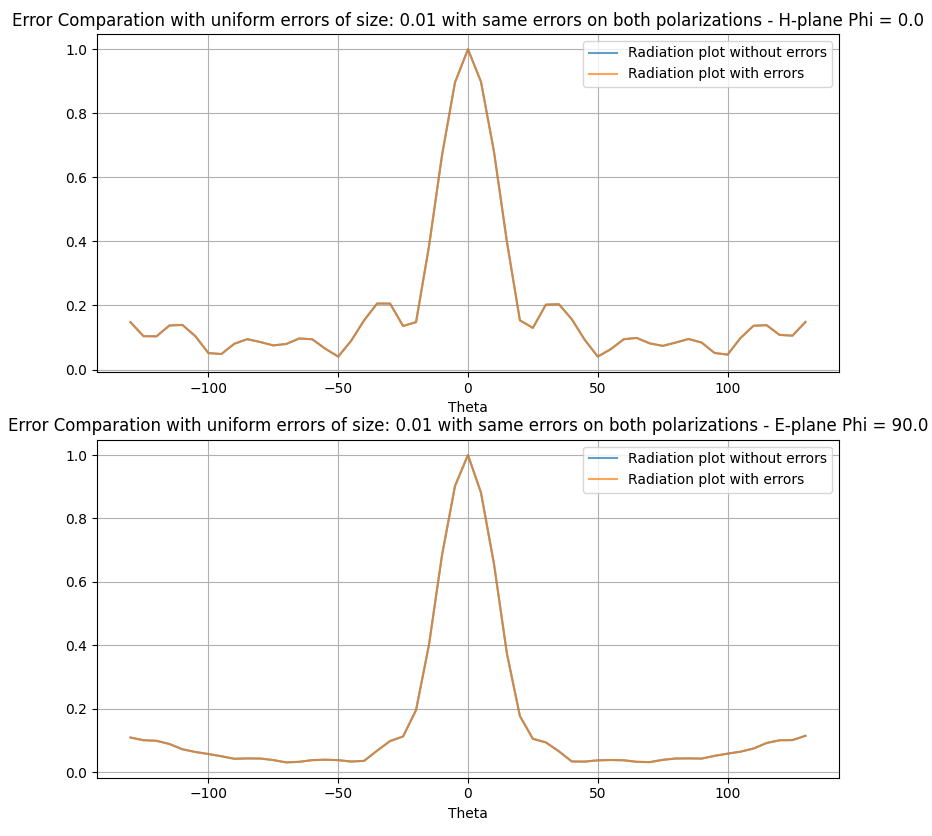 Error Comparation with uniform errors of size: 0.01 with same errors on both polarizations - H-plane Phi = 0.0
Radiation plot without errors
Radiation plot with errors
1.0
0.8
0.6
0.4
0.2
0.0
−100
−50
0
50
100
Theta
Error Comparation with uniform errors of size: 0.01 with same errors on both polarizations - E-plane Phi = 90.0
Radiation plot without errors
Radiation plot with errors
1.0
0.8
0.6
0.4
0.2
0.0
−100
−50
0
50
100
Theta